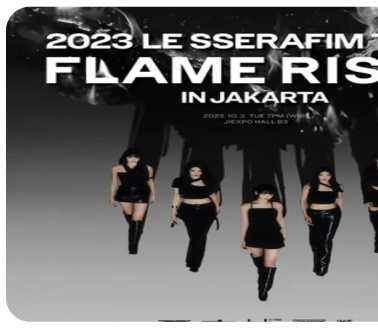 2023 LE SSERAFIM T
FLAME RIS
IN JAKARTA
2023. 10. 3. TUE 7PM (WIB)
JIEXPO HALL B3